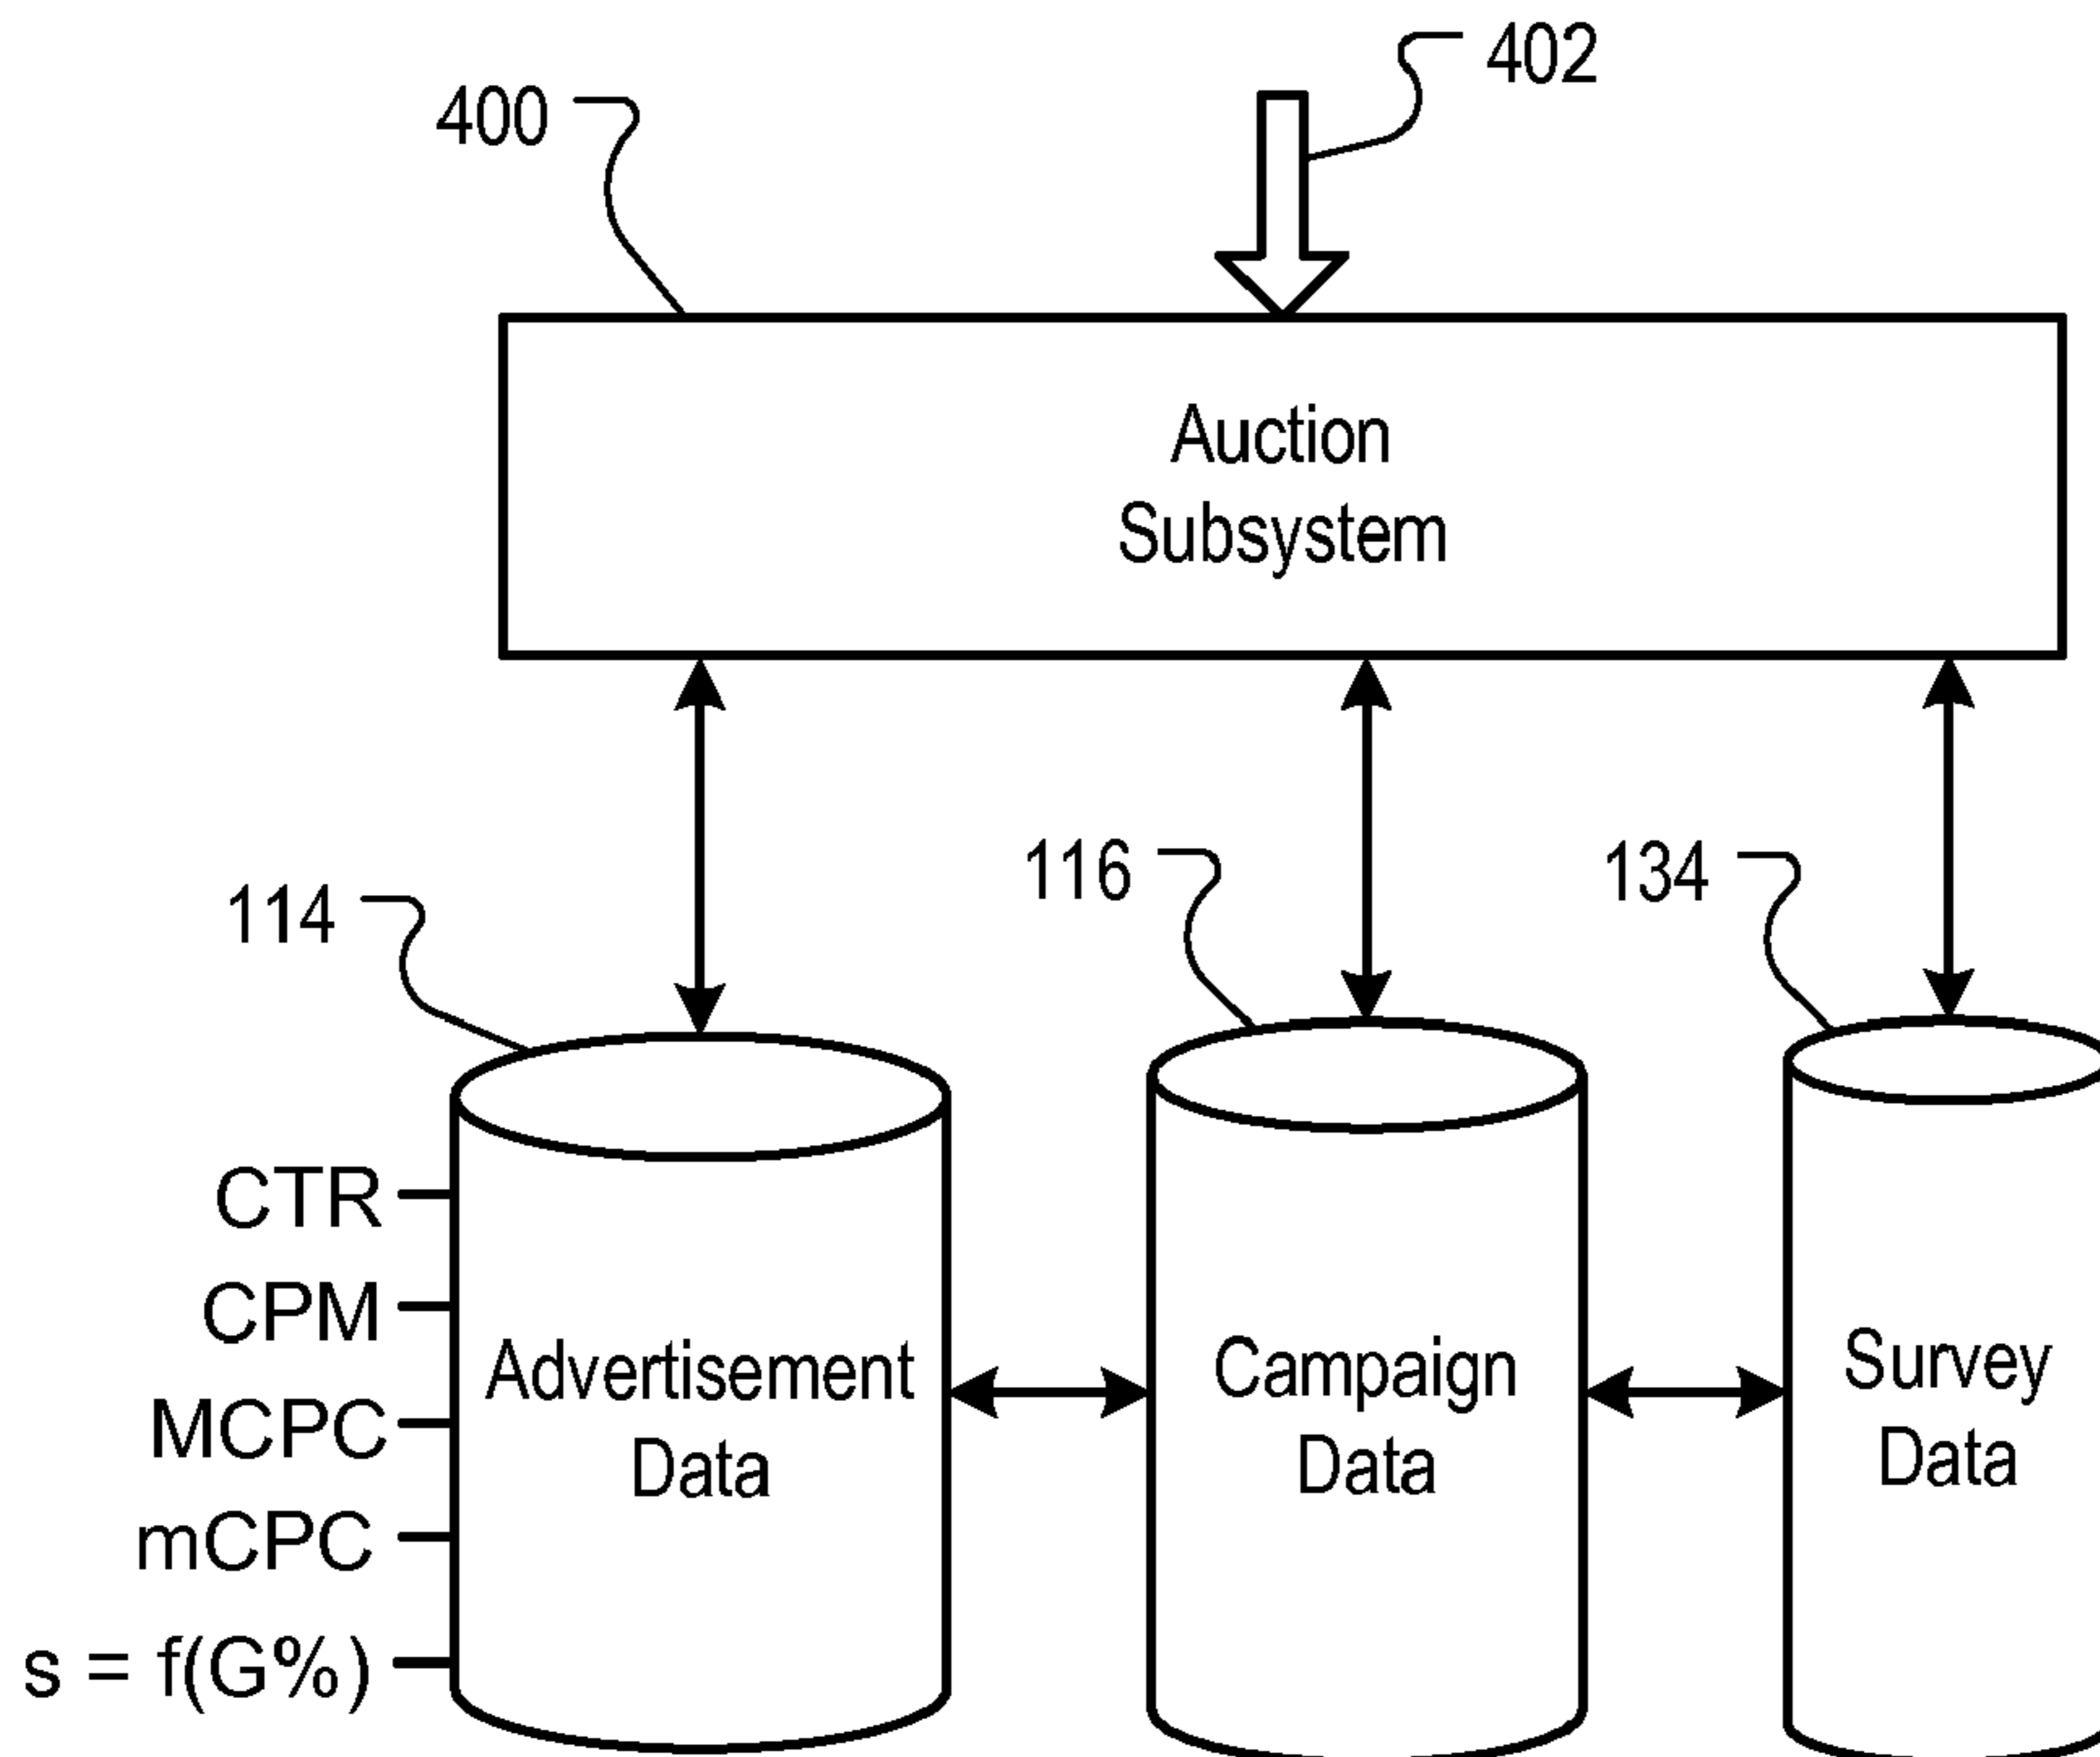 402
400
Auction
Subsystem
116
134
114
CTR
CPM
MCPC
mCPC
s = f(G%)
Advertisement
Data
Campaign
Data
Survey
Data